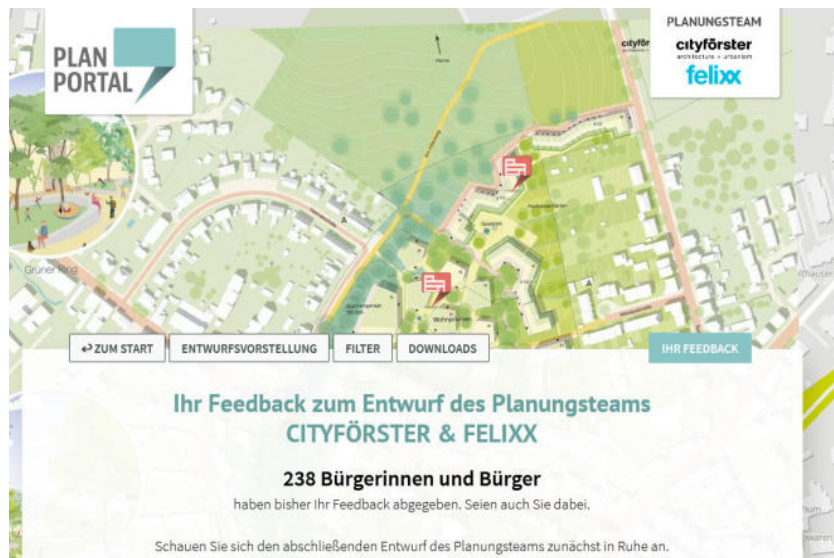 PLAN
PORTAL
PLANUNGSTEAM
cityförster
architecture + urbanism
felixx
cityför
Grüner Ring
A
A
Wohnpromen
↩ ZUM START
ENTWURFSVORSTELLUNG
FILTER
DOWNLOADS
IHR FEEDBACK
Ihr Feedback zum Entwurf des Planungsteams
CITYFÖRSTER & FELIXX
238 Bürgerinnen und Bürger
haben bisher Ihr Feedback abgegeben. Seien auch Sie dabei.
Schauen Sie sich den abschließenden Entwurf des Planungsteams zunächst in Ruhe an.